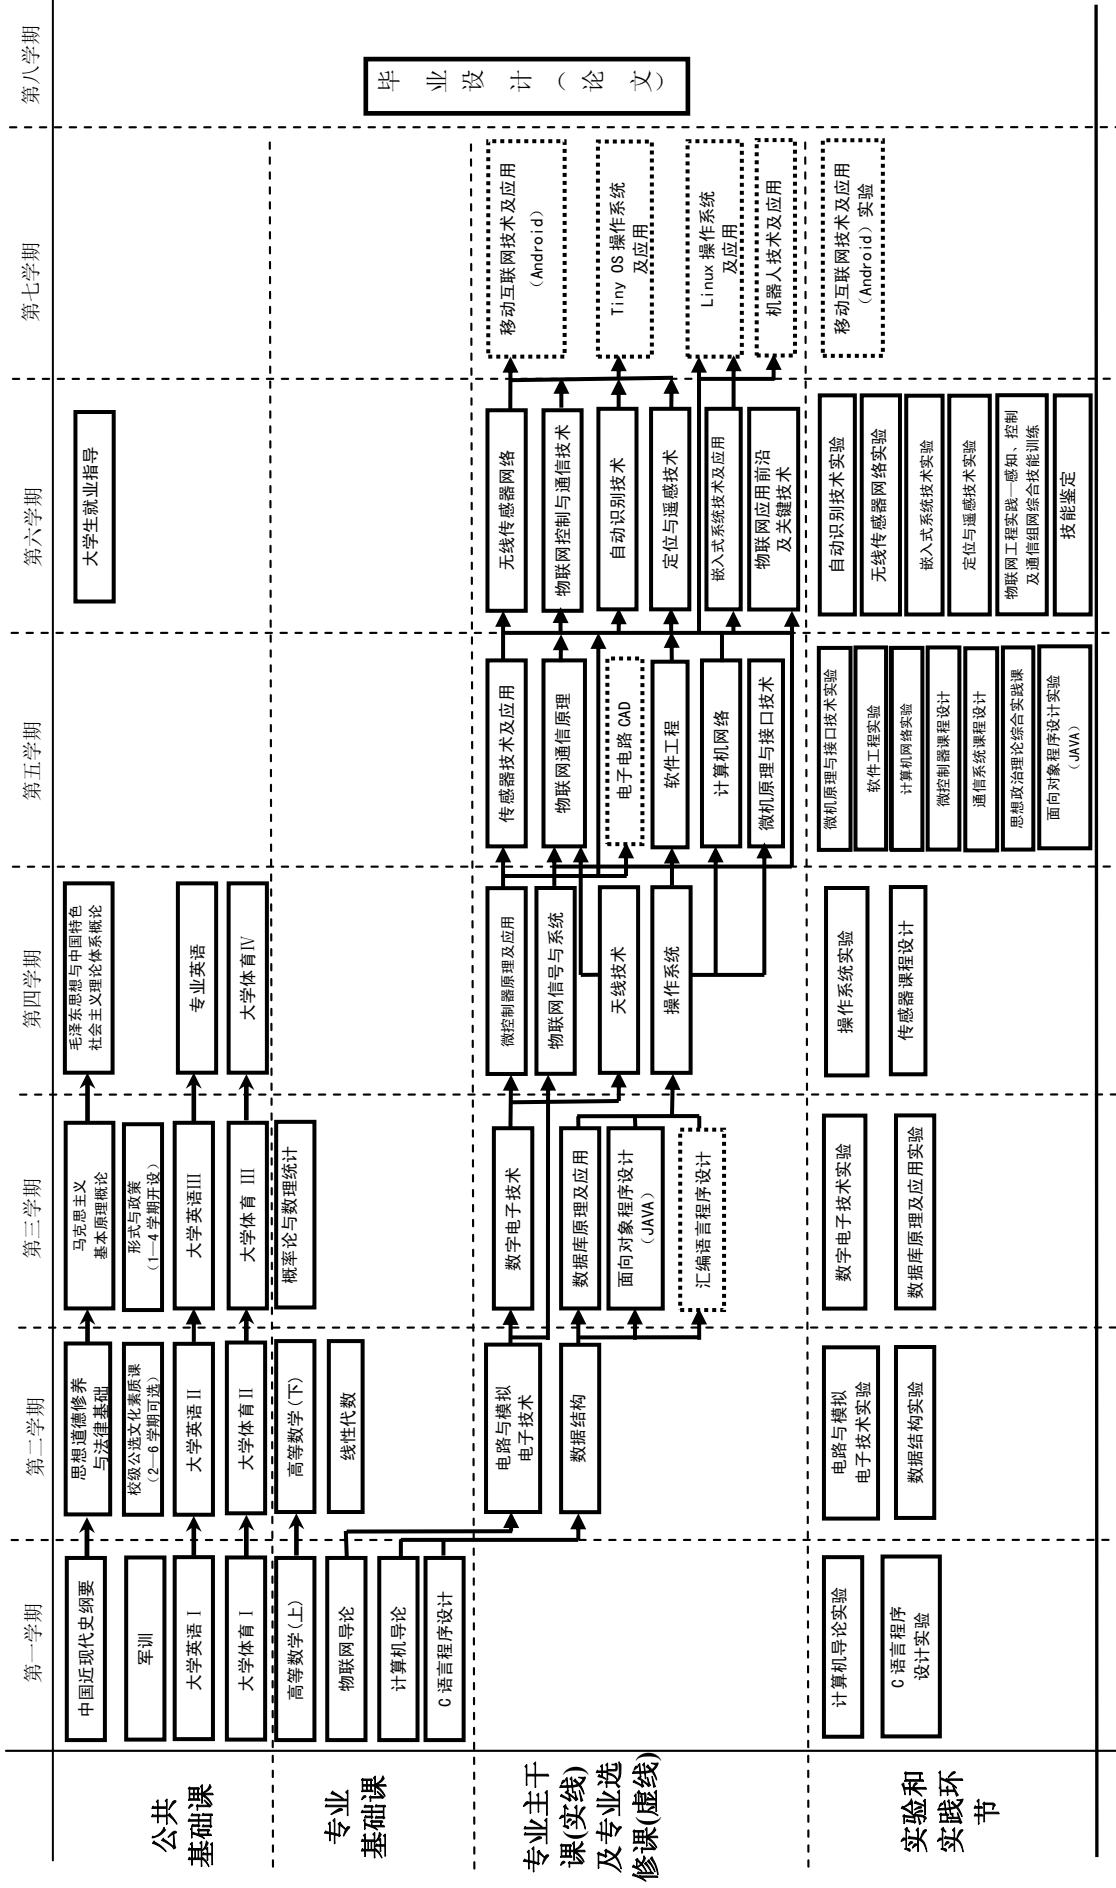 第一学期
第二学期
第三学期
第四学期
第五学期
第六学期
第七学期
第八学期
公共
基础课
中国近现代史纲要
军训
大学英语Ⅰ
大学体育Ⅰ
思想道德修养
与法律基础
校级公选文化素质课
（2—6学期可选）
大学英语Ⅱ
大学体育Ⅱ
马克思主义
基本原理概论
形式与政策
（1—4学期开设）
大学英语Ⅲ
大学体育 Ⅲ
毛泽东思想与中国特色
社会主义理论体系概论
专业英语
大学体育Ⅳ
大学生就业指导
专业
基础课
高等数学(上)
物联网导论
计算机导论
C 语言程序设计
高等数学(下)
线性代数
概率论与数理统计
专业主干
课(实线)
及专业选
修课(虚线)
电路与模拟
电子技术
数据结构
数字电子技术
数据库原理及应用
面向对象程序设计
（JAVA）
汇编语言程序设计
微控制器原理及应用
物联网信号与系统
天线技术
操作系统
传感器技术及应用
物联网通信原理
电子电路 CAD
软件工程
计算机网络
微机原理与接口技术
无线传感器网络
物联网控制与通信技术
自动识别技术
定位与遥感技术
嵌入式系统技术及应用
物联网应用前沿
及关键技术
移动互联网技术及应用
（Android）
Tiny OS 操作系统
及应用
Linux 操作系统
及应用
机器人技术及应用
毕业设计（论文）
实验和
实践环
节
计算机导论实验
C 语言程序
设计实验
电路与模拟
电子技术实验
数据结构实验
数字电子技术实验
数据库原理及应用实验
操作系统实验
传感器课程设计
微机原理与接口技术实验
软件工程实验
计算机网络实验
微控制器课程设计
通信系统课程设计
思想政治理论综合实践课
面向对象程序设计实验
（JAVA）
自动识别技术实验
无线传感器网络实验
嵌入式系统技术实验
定位与遥感技术实验
物联网工程实践—感知、控制
及通信组网综合技能训练
技能鉴定
移动互联网技术及应用
（Android）实验